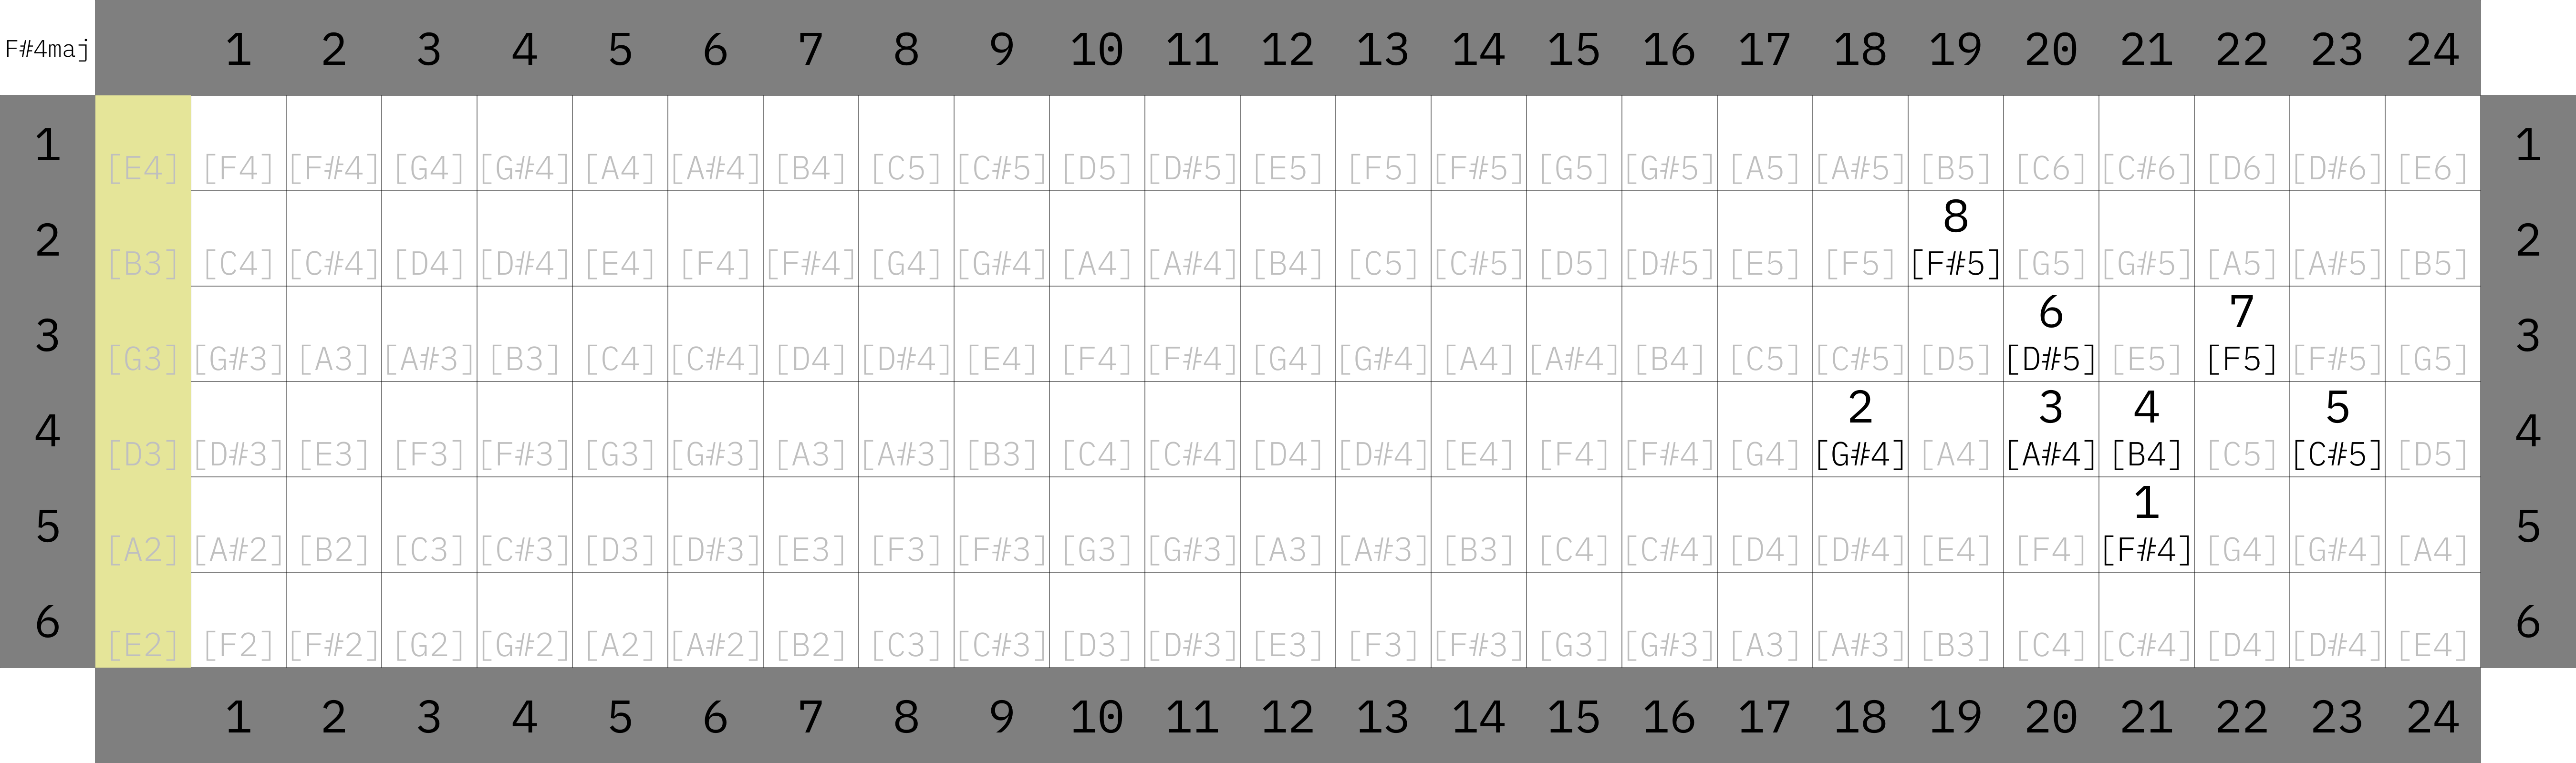 F#4maj 1 2 3 4 5 6 7 8 9 10 11 12 13 14 15 16 17 18 19 20 21 22 23 24
1 [E4] [F4] [F#4] [G4] [G#4] [A4] [A#4] [B4] [C5] [C#5] [D5] [D#5] [E5] [F5] [F#5] [G5] [G#5] [A5] [A#5] [B5] [C6] [C#6] [D6] [D#6] [E6] 1
8
2 [B3] [C4] [C#4] [D4] [D#4] [E4] [F4] [F#4] [G4] [G#4] [A4] [A#4] [B4] [C5] [C#5] [D5] [D#5] [E5] [F5] [F#5] [G5] [G#5] [A5] [A#5] [B5] 2
6 7
3 [G3] [G#3] [A3] [A#3] [B3] [C4] [C#4] [D4] [D#4] [E4] [F4] [F#4] [G4] [G#4] [A4] [A#4] [B4] [C5] [C#5] [D5] [D#5] [E5] [F5] [F#5] [G5] 3
2 3 4 5
4 [D3] [D#3] [E3] [F3] [F#3] [G3] [G#3] [A3] [A#3] [B3] [C4] [C#4] [D4] [D#4] [E4] [F4] [F#4] [G4] [G#4] [A4] [A#4] [B4] [C5] [C#5] [D5] 4
1
5 [A2] [A#2] [B2] [C3] [C#3] [D3] [D#3] [E3] [F3] [F#3] [G3] [G#3] [A3] [A#3] [B3] [C4] [C#4] [D4] [D#4] [E4] [F4] [F#4] [G4] [G#4] [A4] 5
6 [E2] [F2] [F#2] [G2] [G#2] [A2] [A#2] [B2] [C3] [C#3] [D3] [D#3] [E3] [F3] [F#3] [G3] [G#3] [A3] [A#3] [B3] [C4] [C#4] [D4] [D#4] [E4] 6
1 2 3 4 5 6 7 8 9 10 11 12 13 14 15 16 17 18 19 20 21 22 23 24